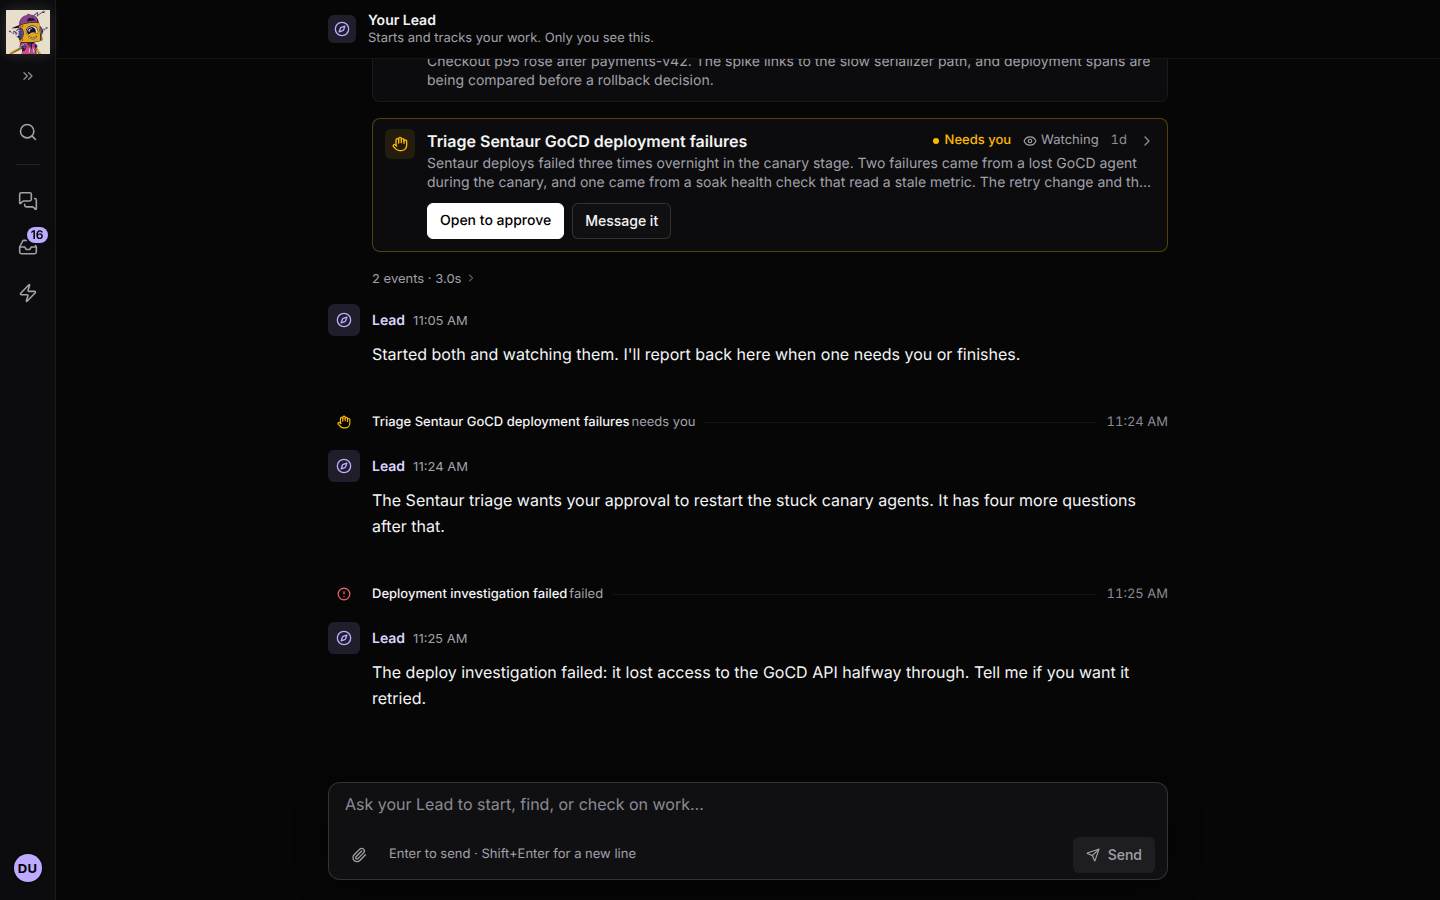 Your Lead
Starts and tracks your work. Only you see this.
Checkout p95 rose after payments-v42. The spike links to the slow serializer path, and deployment spans are
being compared before a rollback decision.
Triage Sentaur GoCD deployment failures
Needs you
Watching
1d
Sentaur deploys failed three times overnight in the canary stage. Two failures came from a lost GoCD agent
during the canary, and one came from a soak health check that read a stale metric. The retry change and th...
Open to approve
Message it
16
2 events · 3.0s
Lead 11:05 AM
Started both and watching them. I'll report back here when one needs you or finishes.
Triage Sentaur GoCD deployment failures needs you
11:24 AM
Lead 11:24 AM
The Sentaur triage wants your approval to restart the stuck canary agents. It has four more questions
after that.
Deployment investigation failed failed
11:25 AM
Lead 11:25 AM
The deploy investigation failed: it lost access to the GoCD API halfway through. Tell me if you want it
retried.
Ask your Lead to start, find, or check on work...
Enter to send · Shift+Enter for a new line
Send
DU